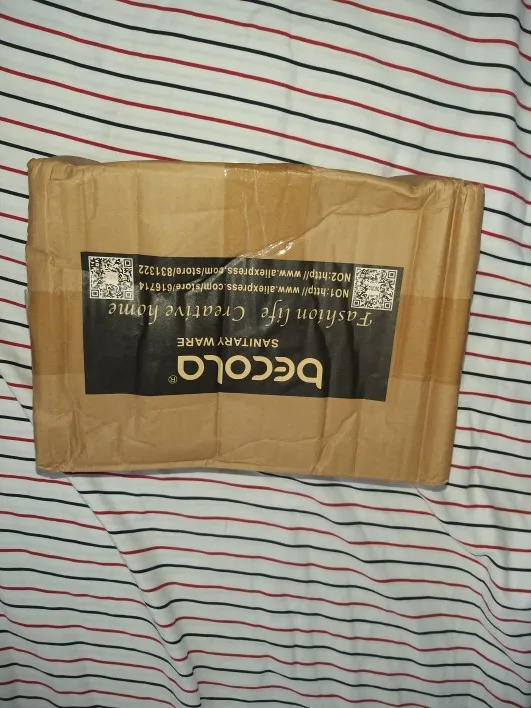 becola®
SANITARY WARE
Fashion life Creative home
NO1:http//www.aliexpress.com/store/616714
NO2:http//www.aliexpress.com/store/831322